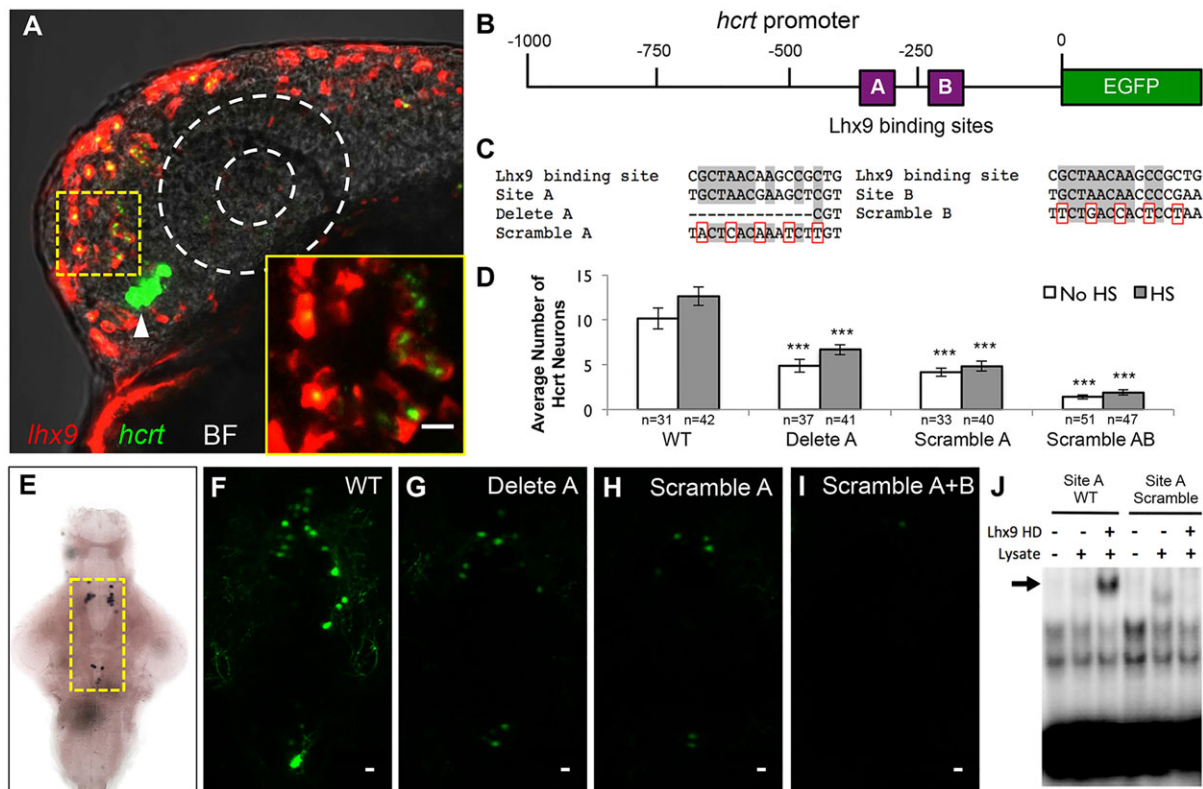 A
lhx9 hcrt BF
B
hcrt promoter
-1000 -750 -500 -250 0
A B EGFP
Lhx9 binding sites
C
Lhx9 binding site CGCTAACAAGCCGCTG
Site A TGCTAACGAAGCTCGT
Delete A -------------CGT
Scramble A TACTCACAAATCTTGT
Lhx9 binding site CGCTAACAAGCCGCTG
Site B TGCTAACAACCCCGAA
Scramble B TTCTGACCACTCCTAA
D
Average Number of
Hcrt Neurons
15
10
5
0
No HS HS
*** *** *** *** *** ***
n=31 n=42 n=37 n=41 n=33 n=40 n=51 n=47
WT Delete A Scramble A Scramble AB
E
F WT
G Delete A
H Scramble A
I Scramble A+B
J
Site A Site A
WT Scramble
Lhx9 HD - - + - - +
Lysate - + + - + +